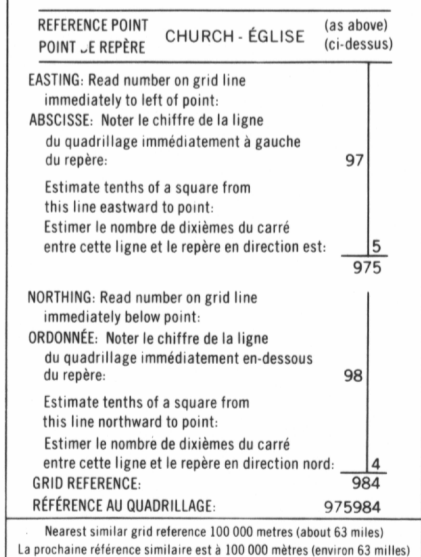 REFERENCE POINT CHURCH - ÉGLISE (as above)
POINT DE REPÈRE (ci-dessus)
EASTING: Read number on grid line
immediately to left of point:
ABSCISSE: Noter le chiffre de la ligne
du quadrillage immédiatement à gauche
du repère: 97
Estimate tenths of a square from
this line eastward to point:
Estimer le nombre de dixièmes du carré
entre cette ligne et le repère en direction est: 5
975
NORTHING: Read number on grid line
immediately below point:
ORDONNÉE: Noter le chiffre de la ligne
du quadrillage immédiatement en-dessous
du repère: 98
Estimate tenths of a square from
this line northward to point:
Estimer le nombre de dixièmes du carré
entre cette ligne et le repère en direction nord: 4
GRID REFERENCE: 984
RÉFÉRENCE AU QUADRILLAGE: 975984
Nearest similar grid reference 100 000 metres (about 63 miles)
La prochaine référence similaire est à 100 000 mètres (environ 63 milles)